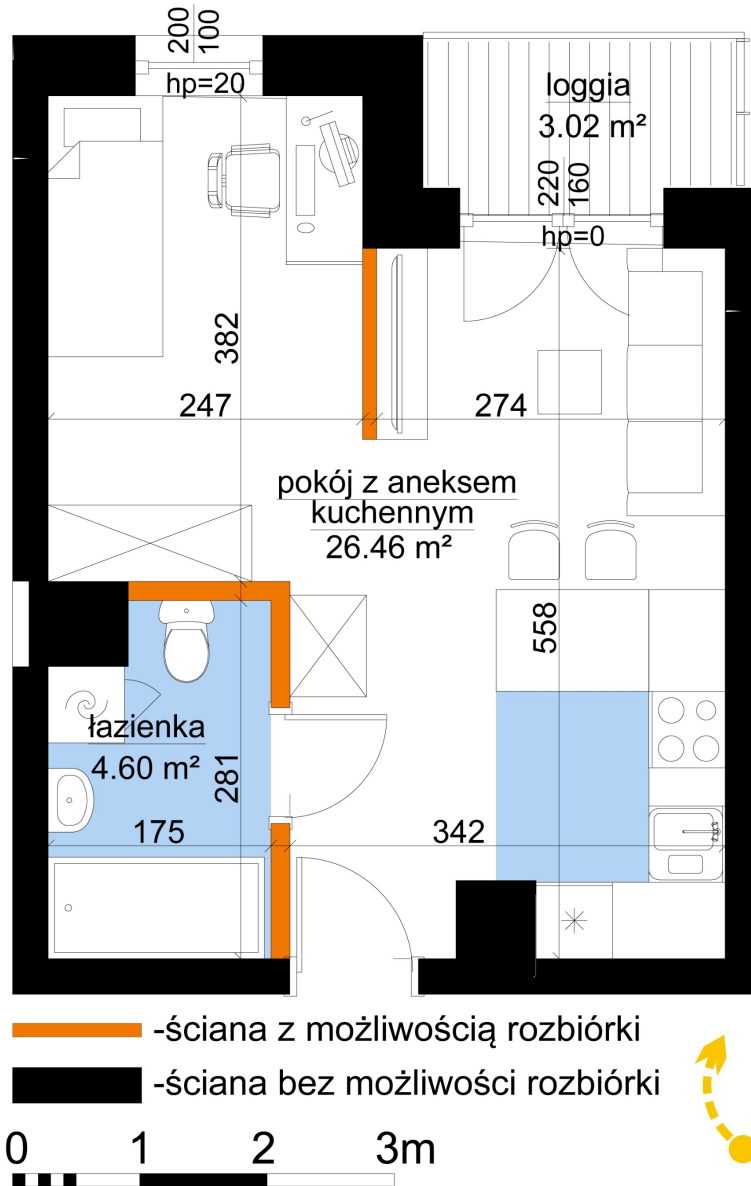 200
100
hp=20
loggia
3.02 m²
220
160
hp=0
382
247
274
pokój z aneksem
kuchennym
26.46 m²
558
łazienka
4.60 m²
281
175
342
-ściana z możliwością rozbiórki
-ściana bez możliwości rozbiórki
0 1 2 3m